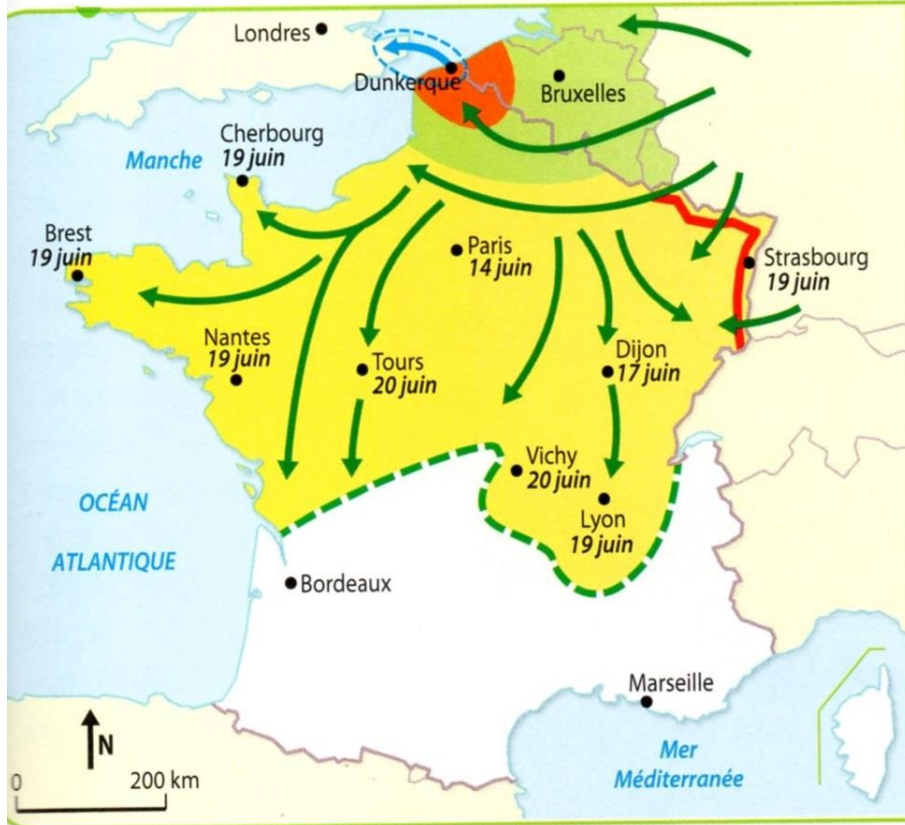 Londres
Dunkerque
Bruxelles
Cherbourg
19 juin
Manche
Brest
19 juin
Paris
14 juin
Strasbourg
19 juin
Nantes
19 juin
Tours
20 juin
Dijon
17 juin
Vichy
20 juin
Lyon
19 juin
OCÉAN
ATLANTIQUE
Bordeaux
Marseille
Mer
Méditerranée
N
0 200 km